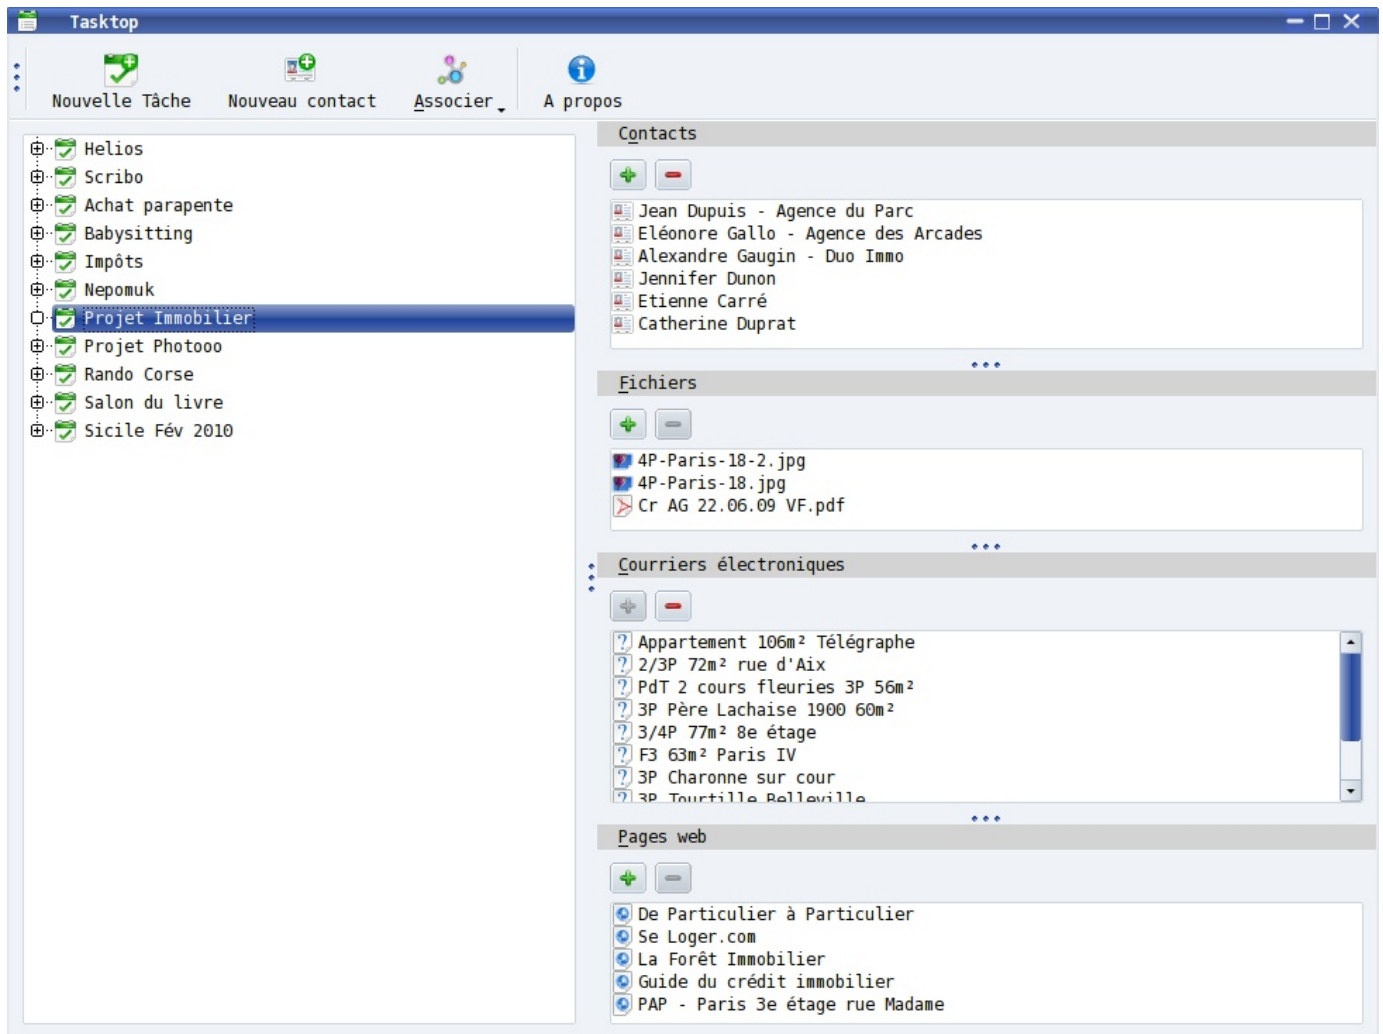 Tasktop
Nouvelle Tâche
Nouveau contact
Associer
A propos
Helios
Scribo
Achat parapente
Babysitting
Impôts
Nepomuk
Projet Immobilier
Projet Photooo
Rando Corse
Salon du livre
Sicile Fév 2010
Contacts
Jean Dupuis - Agence du Parc
Eléonore Gallo - Agence des Arcades
Alexandre Gaugin - Duo Immo
Jennifer Dunon
Etienne Carré
Catherine Duprat
Fichiers
4P-Paris-18-2.jpg
4P-Paris-18.jpg
Cr AG 22.06.09 VF.pdf
Courriers électroniques
Appartement 106m² Télégraphe
2/3P 72m² rue d'Aix
PdT 2 cours fleuries 3P 56m²
3P Père Lachaise 1900 60m²
3/4P 77m² 8e étage
F3 63m² Paris IV
3P Charonne sur cour
3P Tourtille Belleville
Pages web
De Particulier à Particulier
Se Loger.com
La Forêt Immobilier
Guide du crédit immobilier
PAP - Paris 3e étage rue Madame